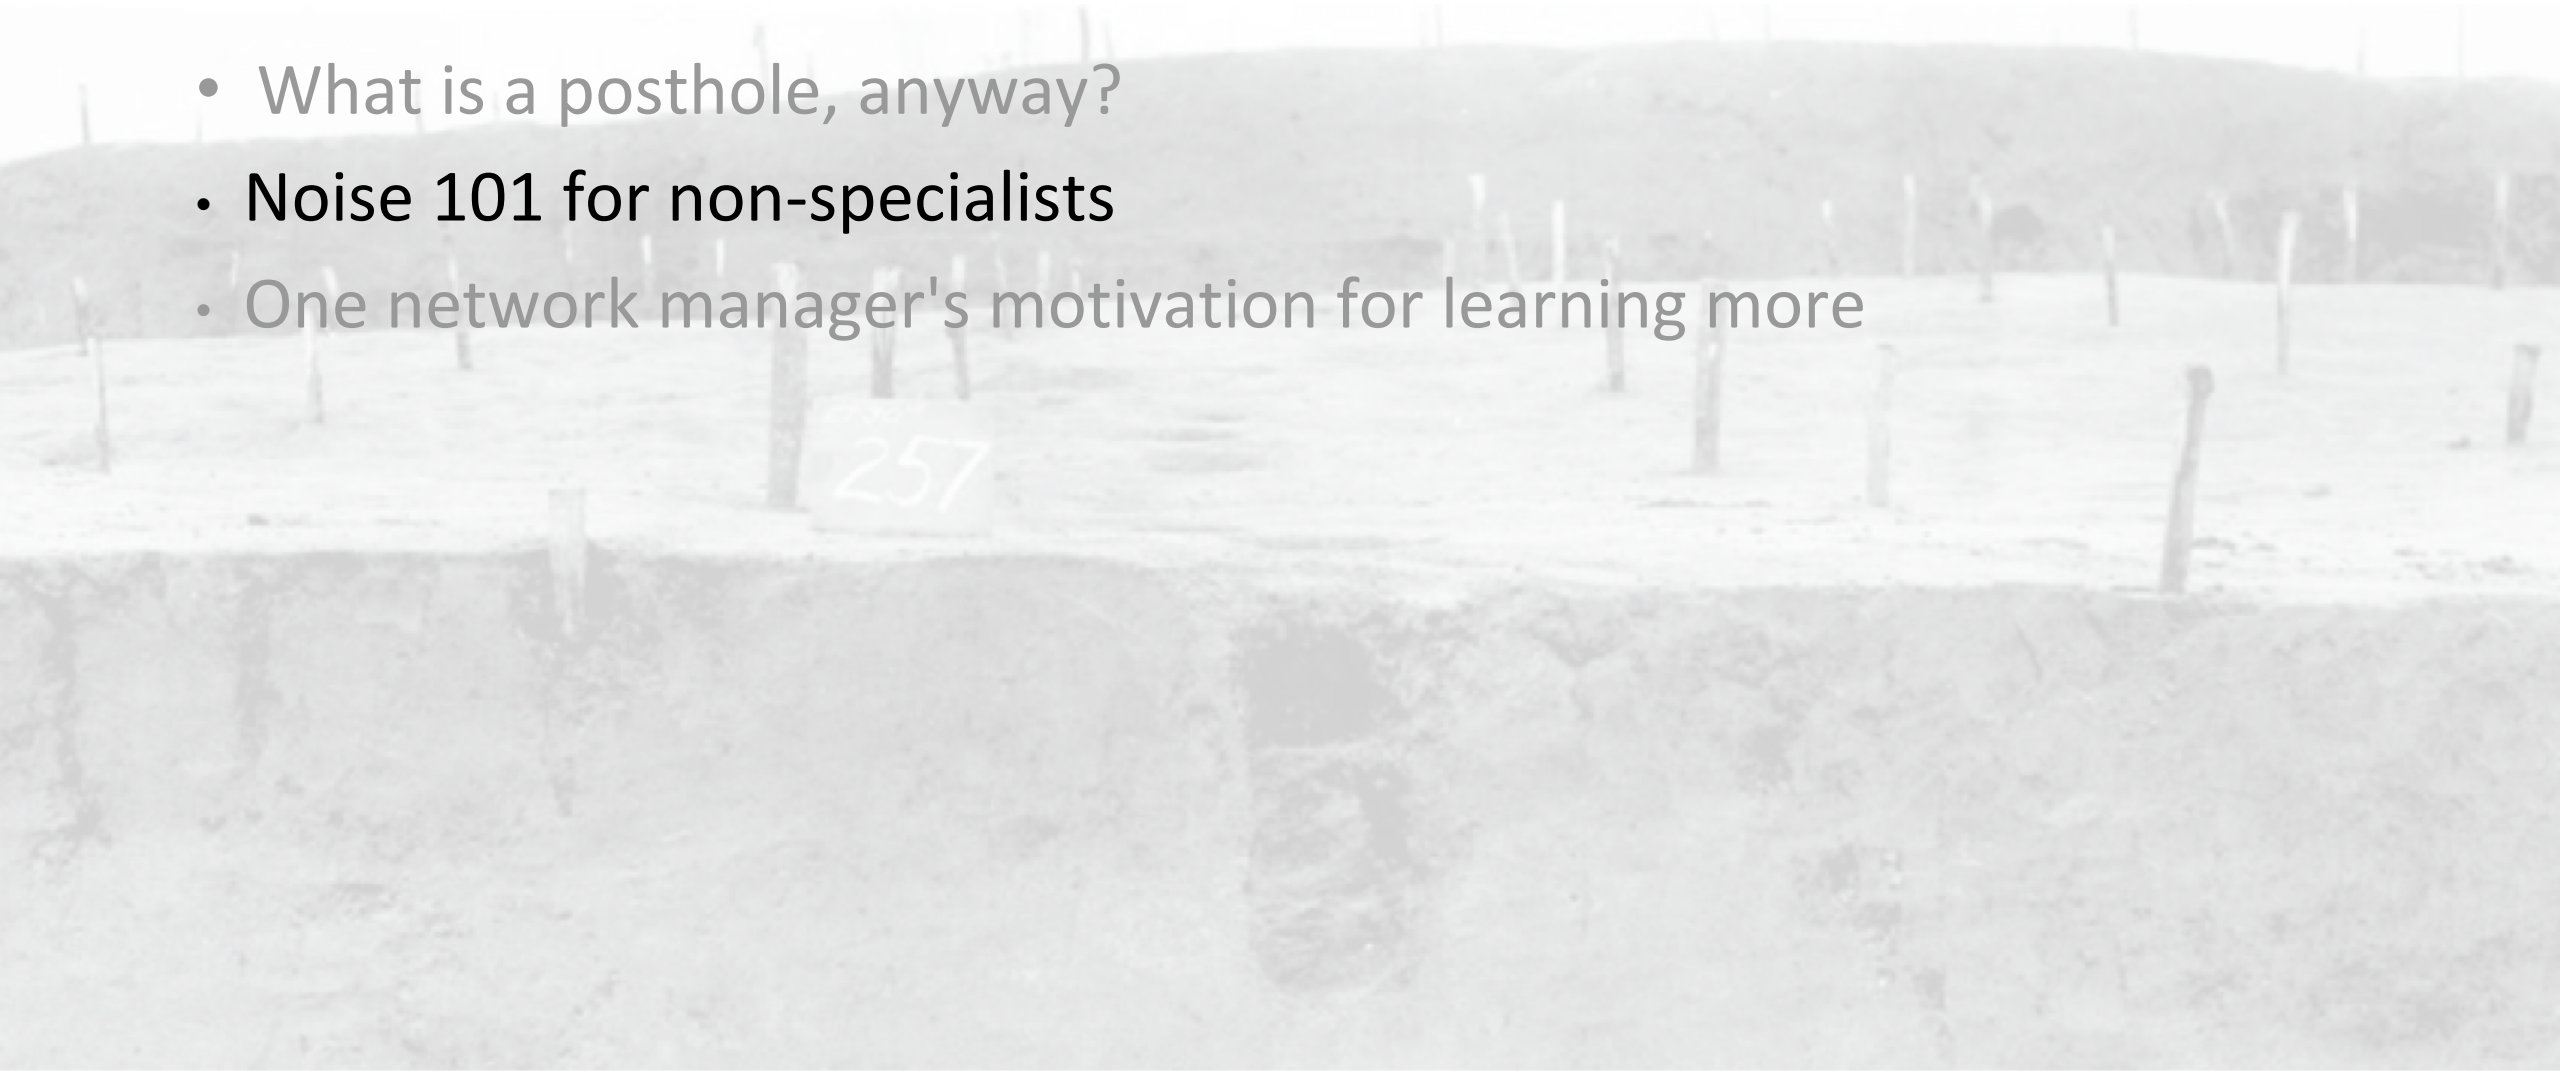 • What is a posthole, anyway?
• Noise 101 for non-specialists
• One network manager's motivation for learning more
257